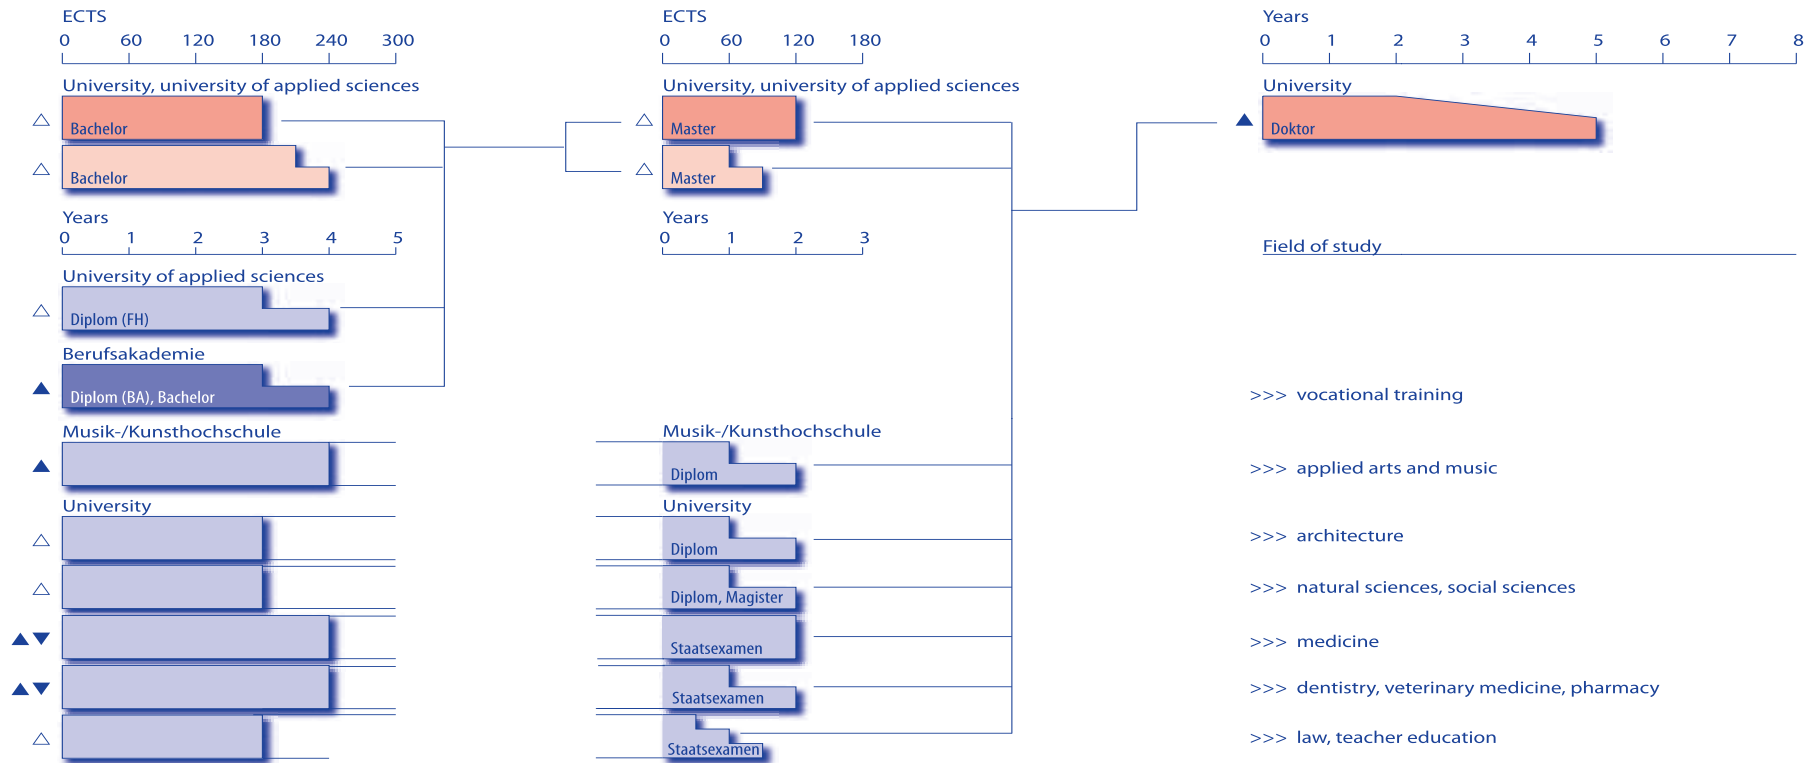 ECTS
0 60 120 180 240 300
University, university of applied sciences
Bachelor
Bachelor
Years
0 1 2 3 4 5
University of applied sciences
Diplom (FH)
Berufsakademie
Diplom (BA), Bachelor
Musik-/Kunsthochschule
University
ECTS
0 60 120 180
University, university of applied sciences
Master
Master
Years
0 1 2 3
Musik-/Kunsthochschule
Diplom
University
Diplom
Diplom, Magister
Staatsexamen
Staatsexamen
Staatsexamen
Years
0 1 2 3 4 5 6 7 8
University
Doktor
Field of study
>>> vocational training
>>> applied arts and music
>>> architecture
>>> natural sciences, social sciences
>>> medicine
>>> dentistry, veterinary medicine, pharmacy
>>> law, teacher education